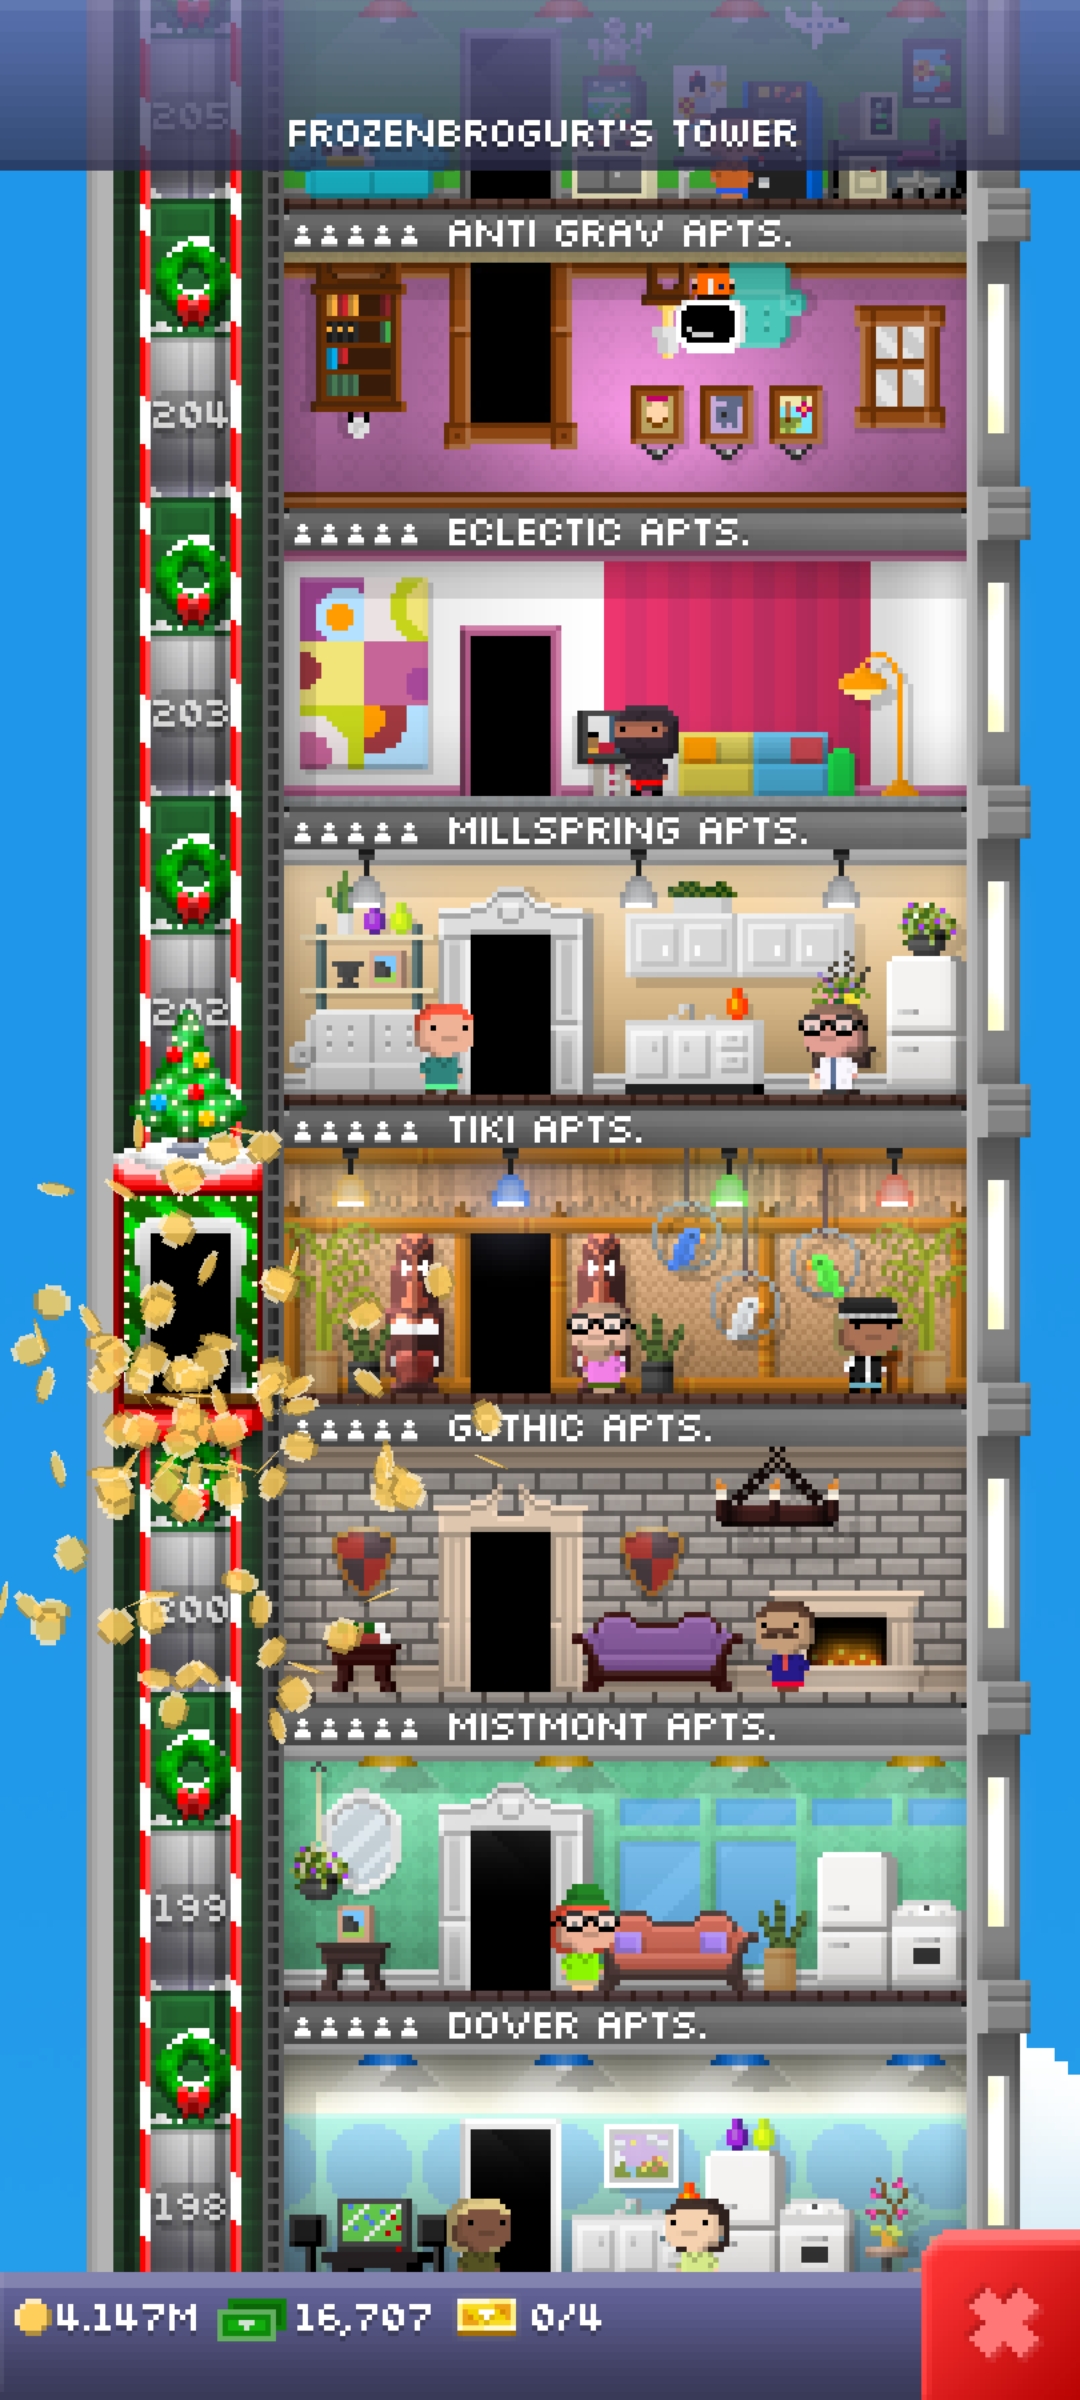 FROZENBROGURT'S TOWER
205
ANTI GRAV APTS.
204
ECLECTIC APTS.
203
MILLSPRING APTS.
202
TIKI APTS.
GOTHIC APTS.
200
MISTMONT APTS.
199
DOVER APTS.
198
4.147M 16,707 0/4